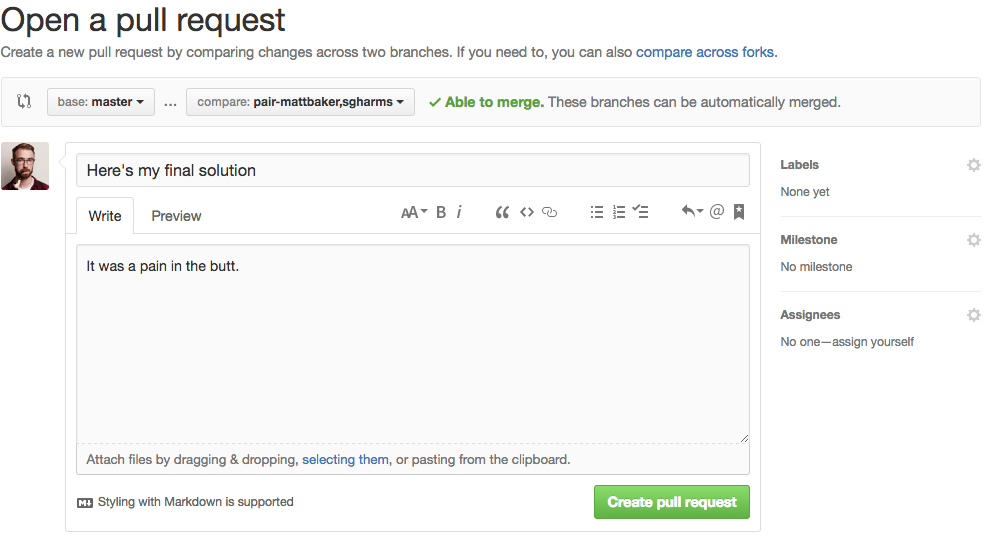 Open a pull request
Create a new pull request by comparing changes across two branches. If you need to, you can also compare across forks.
base: master ... compare: pair-mattbaker,sgharms ✓ Able to merge. These branches can be automatically merged.
Here's my final solution
Labels
None yet
Write Preview AA B i “ <> @
Milestone
No milestone
It was a pain in the butt.
Assignees
No one—assign yourself
Attach files by dragging & dropping, selecting them, or pasting from the clipboard.
M↓ Styling with Markdown is supported
Create pull request